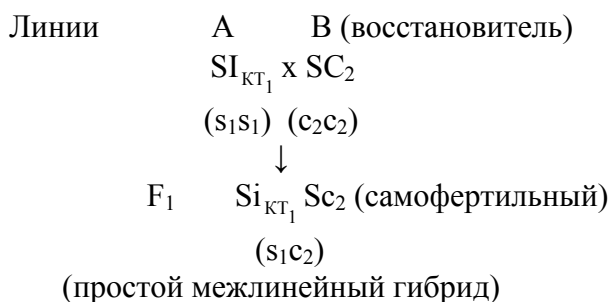 Линии А В (восстановитель)
SI_КТ₁ x SC₂
(s₁s₁) (c₂c₂)
↓
F₁ Si_КТ₁ Sc₂ (самофертильный)
(s₁c₂)
(простой межлинейный гибрид)